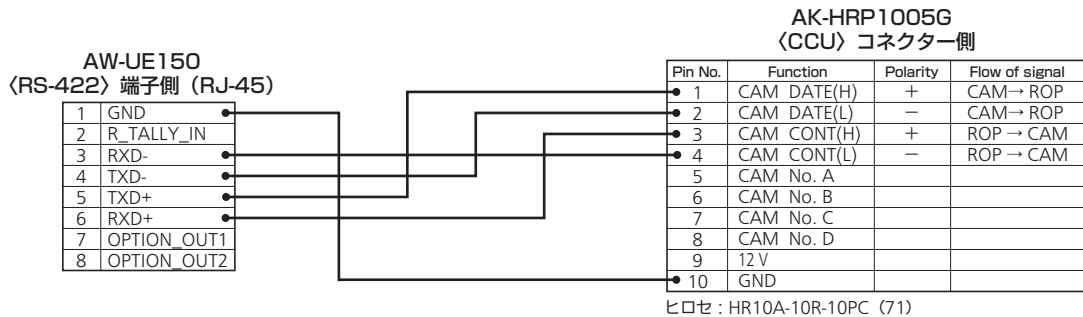 AW-UE150
〈RS-422〉端子側（RJ-45）
1 GND
2 R_TALLY_IN
3 RXD-
4 TXD-
5 TXD+
6 RXD+
7 OPTION_OUT1
8 OPTION_OUT2
AK-HRP1005G
〈CCU〉コネクター側
Pin No. Function Polarity Flow of signal
1 CAM DATE(H) + CAM→ ROP
2 CAM DATE(L) − CAM→ ROP
3 CAM CONT(H) + ROP → CAM
4 CAM CONT(L) − ROP → CAM
5 CAM No. A
6 CAM No. B
7 CAM No. C
8 CAM No. D
9 12 V
10 GND
ヒロセ：HR10A-10R-10PC（71）